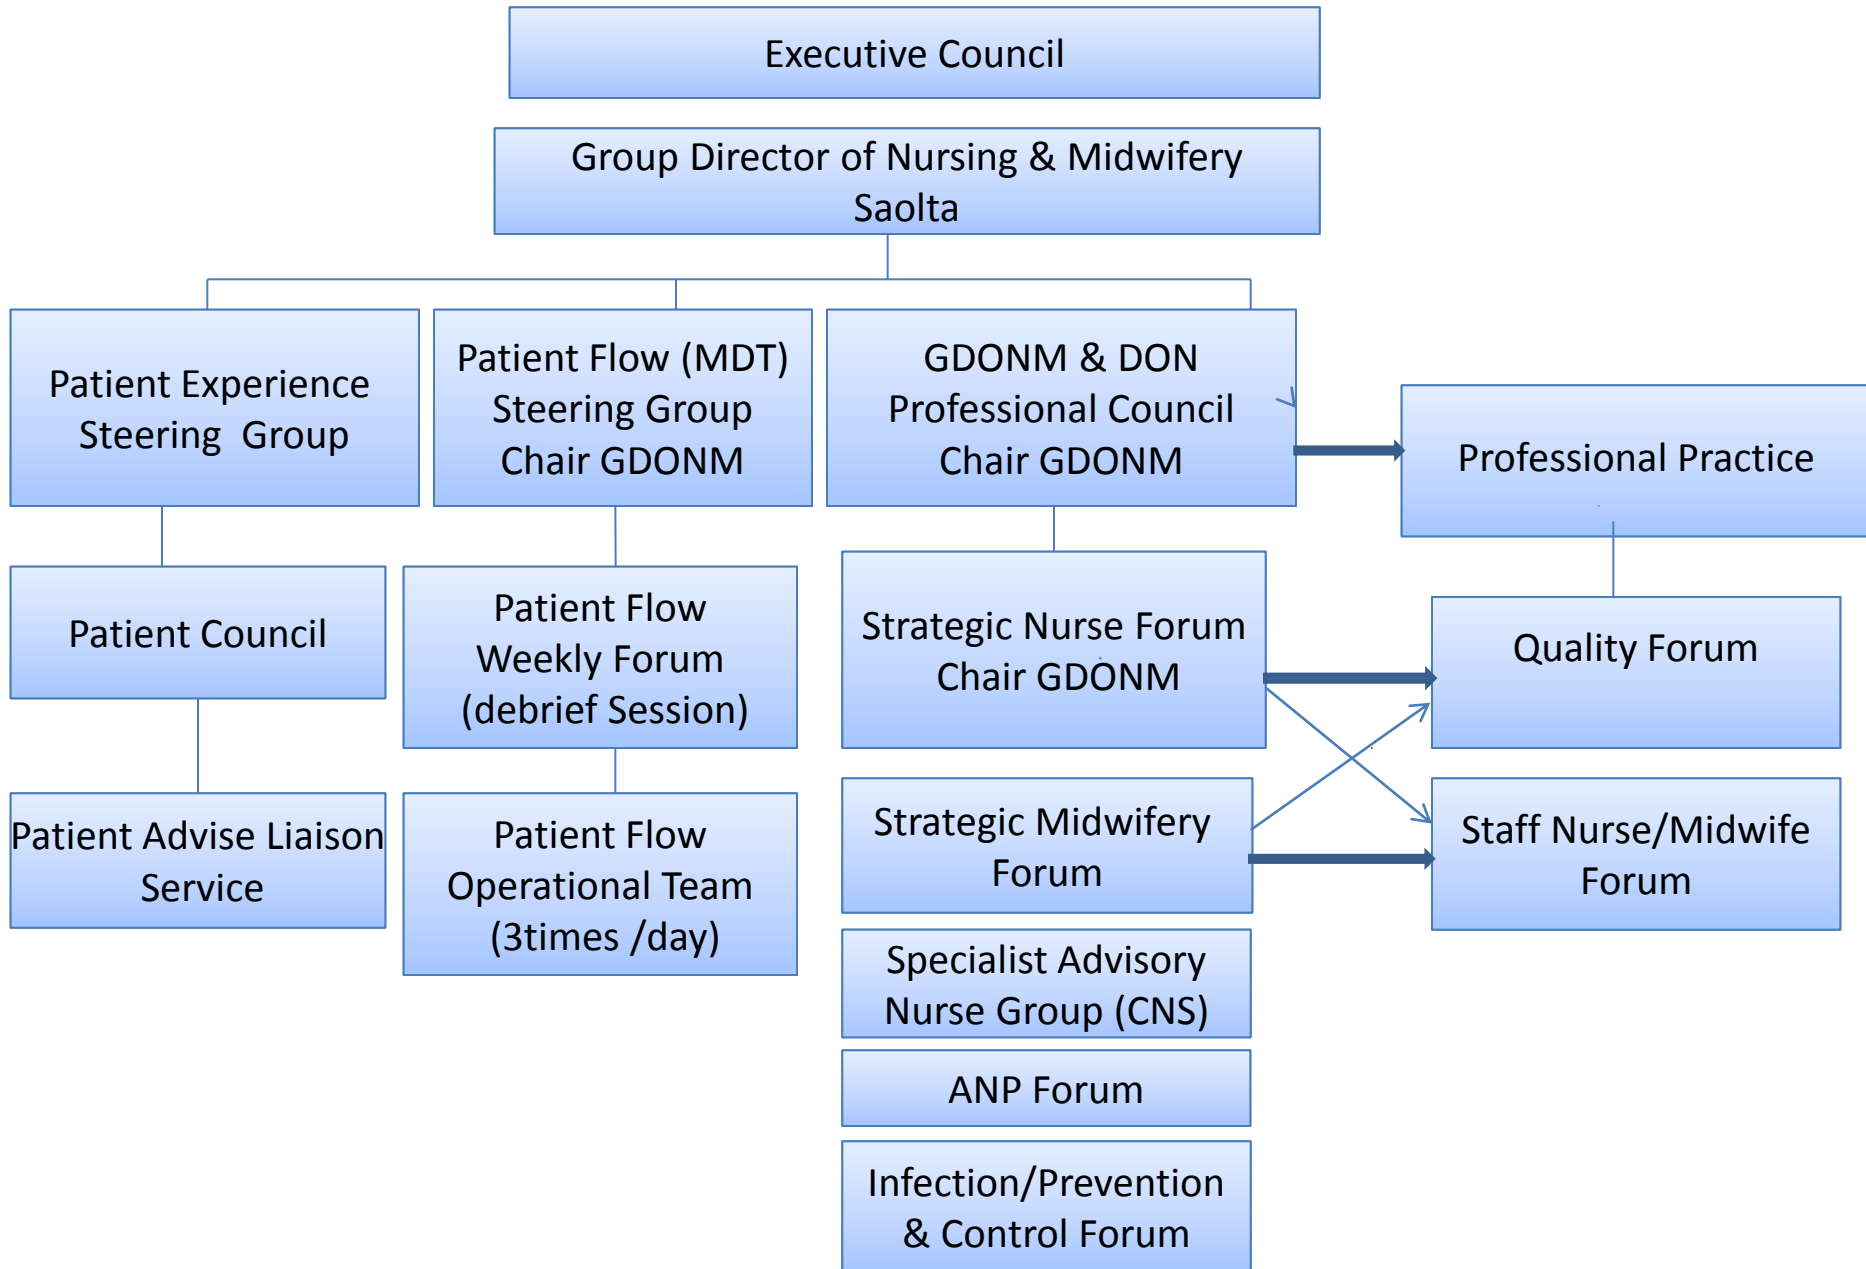 Executive Council
Group Director of Nursing & Midwifery
Saolta
Patient Experience
Steering Group
Patient Flow (MDT)
Steering Group
Chair GDONM
GDONM & DON
Professional Council
Chair GDONM
Professional Practice
Patient Council
Patient Flow
Weekly Forum
(debrief Session)
Strategic Nurse Forum
Chair GDONM
Quality Forum
Patient Advise Liaison
Service
Patient Flow
Operational Team
(3times /day)
Strategic Midwifery
Forum
Staff Nurse/Midwife
Forum
Specialist Advisory
Nurse Group (CNS)
ANP Forum
Infection/Prevention
& Control Forum